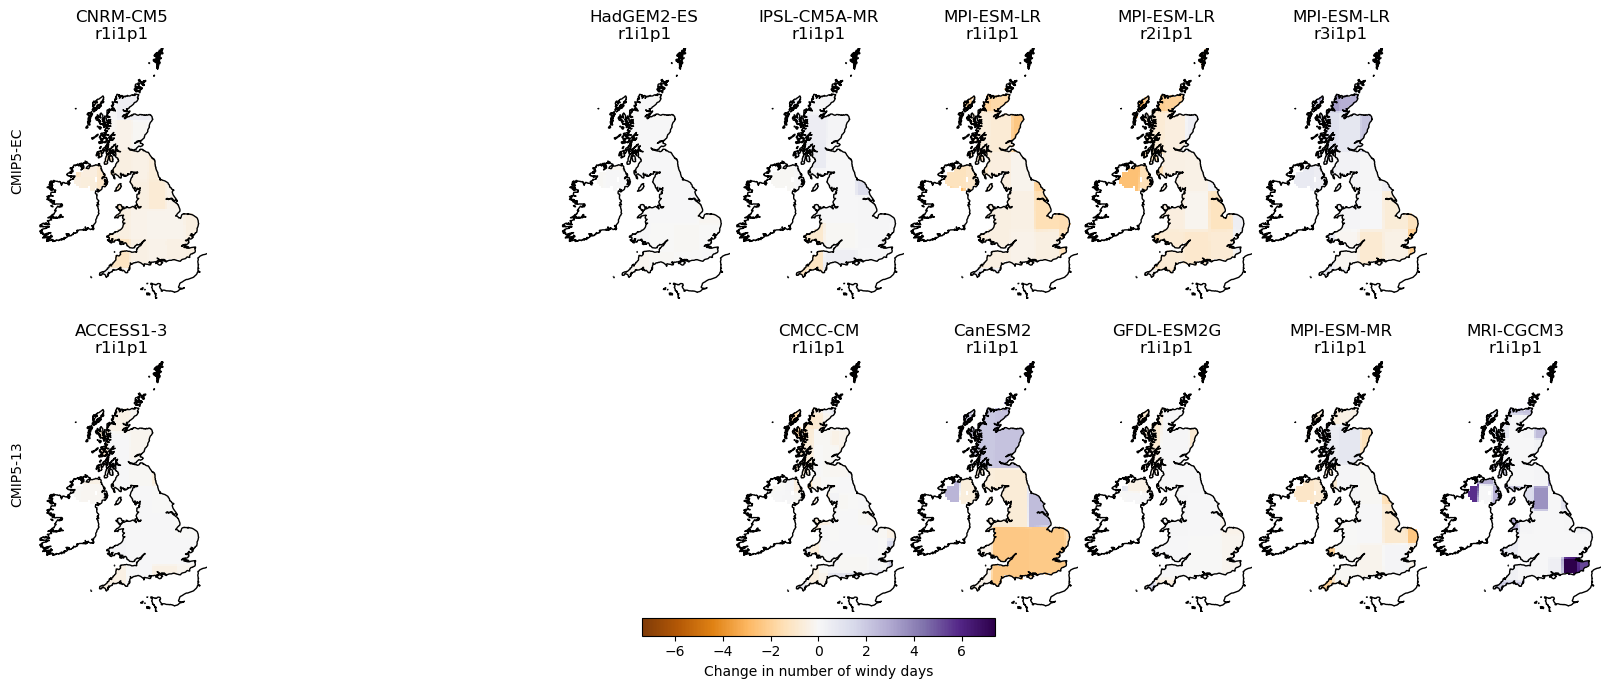 CNRM-CM5
r1i1p1
HadGEM2-ES
r1i1p1
IPSL-CM5A-MR
r1i1p1
MPI-ESM-LR
r1i1p1
MPI-ESM-LR
r2i1p1
MPI-ESM-LR
r3i1p1
CMIP5-EC
ACCESS1-3
r1i1p1
CMCC-CM
r1i1p1
CanESM2
r1i1p1
GFDL-ESM2G
r1i1p1
MPI-ESM-MR
r1i1p1
MRI-CGCM3
r1i1p1
CMIP5-13
−6 −4 −2 0 2 4 6
Change in number of windy days